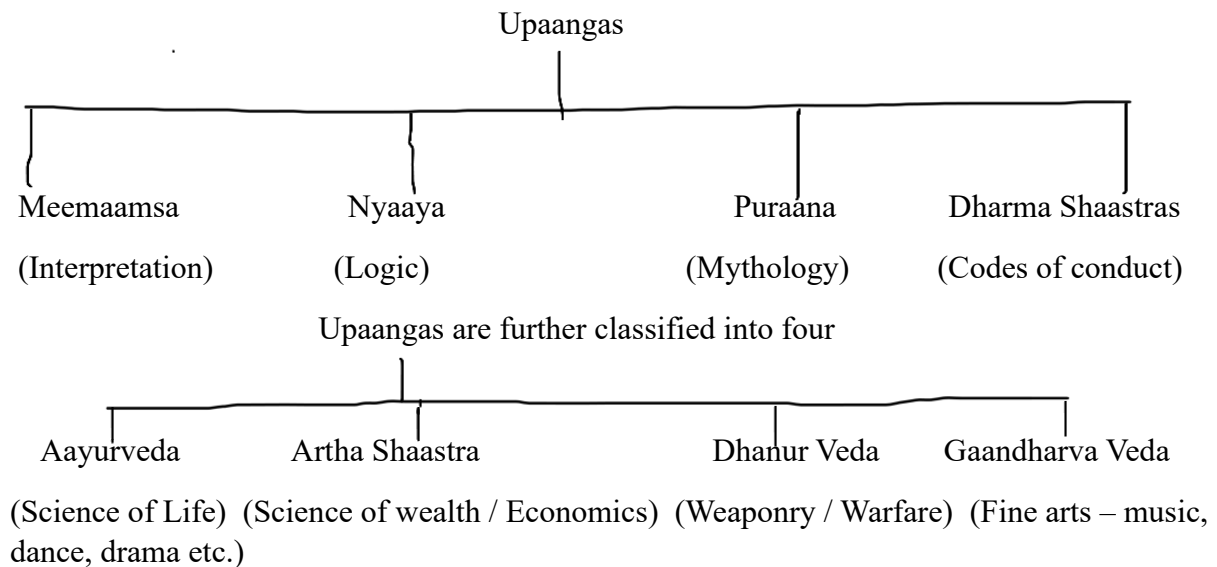 Upaangas
Meemaamsa Nyaaya Puraana Dharma Shaastras
(Interpretation) (Logic) (Mythology) (Codes of conduct)
Upaangas are further classified into four
Aayurveda Artha Shaastra Dhanur Veda Gaandharva Veda
(Science of Life) (Science of wealth / Economics) (Weaponry / Warfare) (Fine arts – music,
dance, drama etc.)